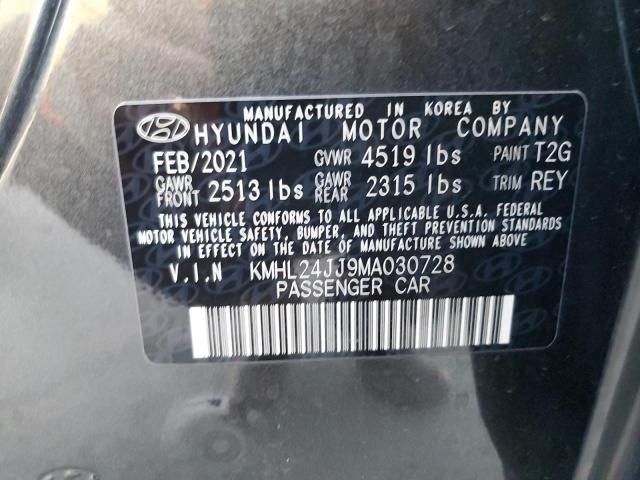 MANUFACTURED IN KOREA BY
HYUNDAI MOTOR COMPANY
FEB/2021 GVWR 4519 lbs PAINT T2G
GAWR FRONT 2513 lbs GAWR REAR 2315 lbs TRIM REY
THIS VEHICLE CONFORMS TO ALL APPLICABLE U.S.A. FEDERAL
MOTOR VEHICLE SAFETY, BUMPER, AND THEFT PREVENTION STANDARDS
IN EFFECT ON THE DATE OF MANUFACTURE SHOWN ABOVE.
V.I.N KMHL24JJ9MA030728
PASSENGER CAR